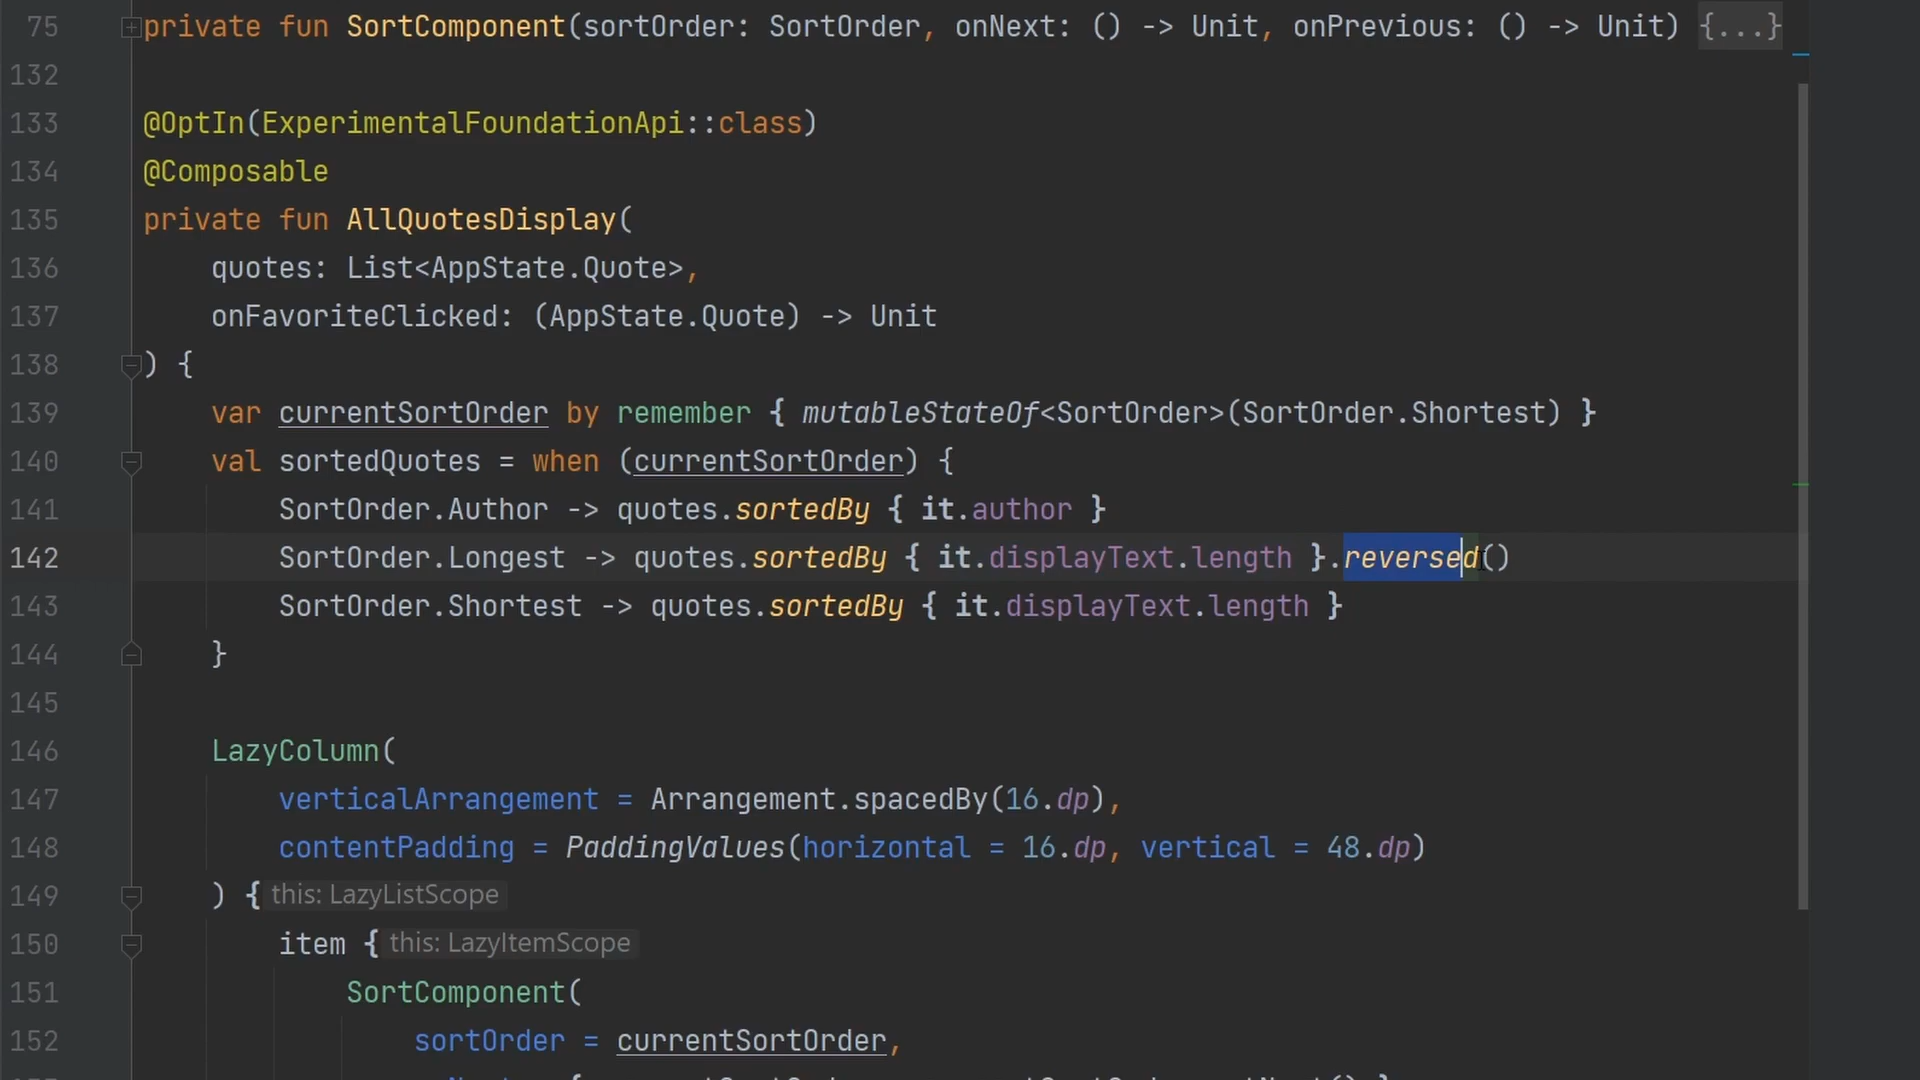 75 private fun SortComponent(sortOrder: SortOrder, onNext: () -> Unit, onPrevious: () -> Unit) {...}
132
133 @OptIn(ExperimentalFoundationApi::class)
134 @Composable
135 private fun AllQuotesDisplay(
136 quotes: List<AppState.Quote>,
137 onFavoriteClicked: (AppState.Quote) -> Unit
138 ) {
139 var currentSortOrder by remember { mutableStateOf<SortOrder>(SortOrder.Shortest) }
140 val sortedQuotes = when (currentSortOrder) {
141 SortOrder.Author -> quotes.sortedBy { it.author }
142 SortOrder.Longest -> quotes.sortedBy { it.displayText.length }.reversed()
143 SortOrder.Shortest -> quotes.sortedBy { it.displayText.length }
144 }
145
146 LazyColumn(
147 verticalArrangement = Arrangement.spacedBy(16.dp),
148 contentPadding = PaddingValues(horizontal = 16.dp, vertical = 48.dp)
149 ) { this: LazyListScope
150 item { this: LazyItemScope
151 SortComponent(
152 sortOrder = currentSortOrder,